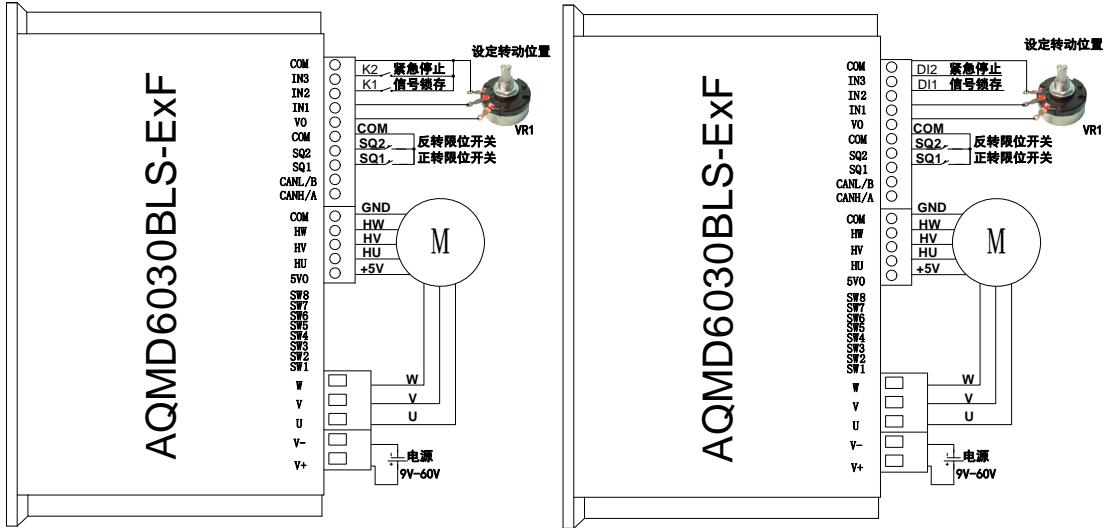 AQMD6030BLS-ExF
COM
IN3
IN2
IN1
VO
COM
SQ2
SQ1
CANL/B
CANH/A
COM
HW
HV
HU
5VO
SW8
SW7
SW6
SW5
SW4
SW3
SW2
SW1
W
V
U
V-
V+
设定转动位置
K2 紧急停止
K1 信号锁存
VR1
COM
SQ2 反转限位开关
SQ1 正转限位开关
GND
HW
HV
HU
+5V
M
W
V
U
电源
9V-60V
AQMD6030BLS-ExF
COM
IN3
IN2
IN1
VO
COM
SQ2
SQ1
CANL/B
CANH/A
COM
HW
HV
HU
5VO
SW8
SW7
SW6
SW5
SW4
SW3
SW2
SW1
W
V
U
V-
V+
设定转动位置
DI2 紧急停止
DI1 信号锁存
VR1
COM
SQ2 反转限位开关
SQ1 正转限位开关
GND
HW
HV
HU
+5V
M
W
V
U
电源
9V-60V